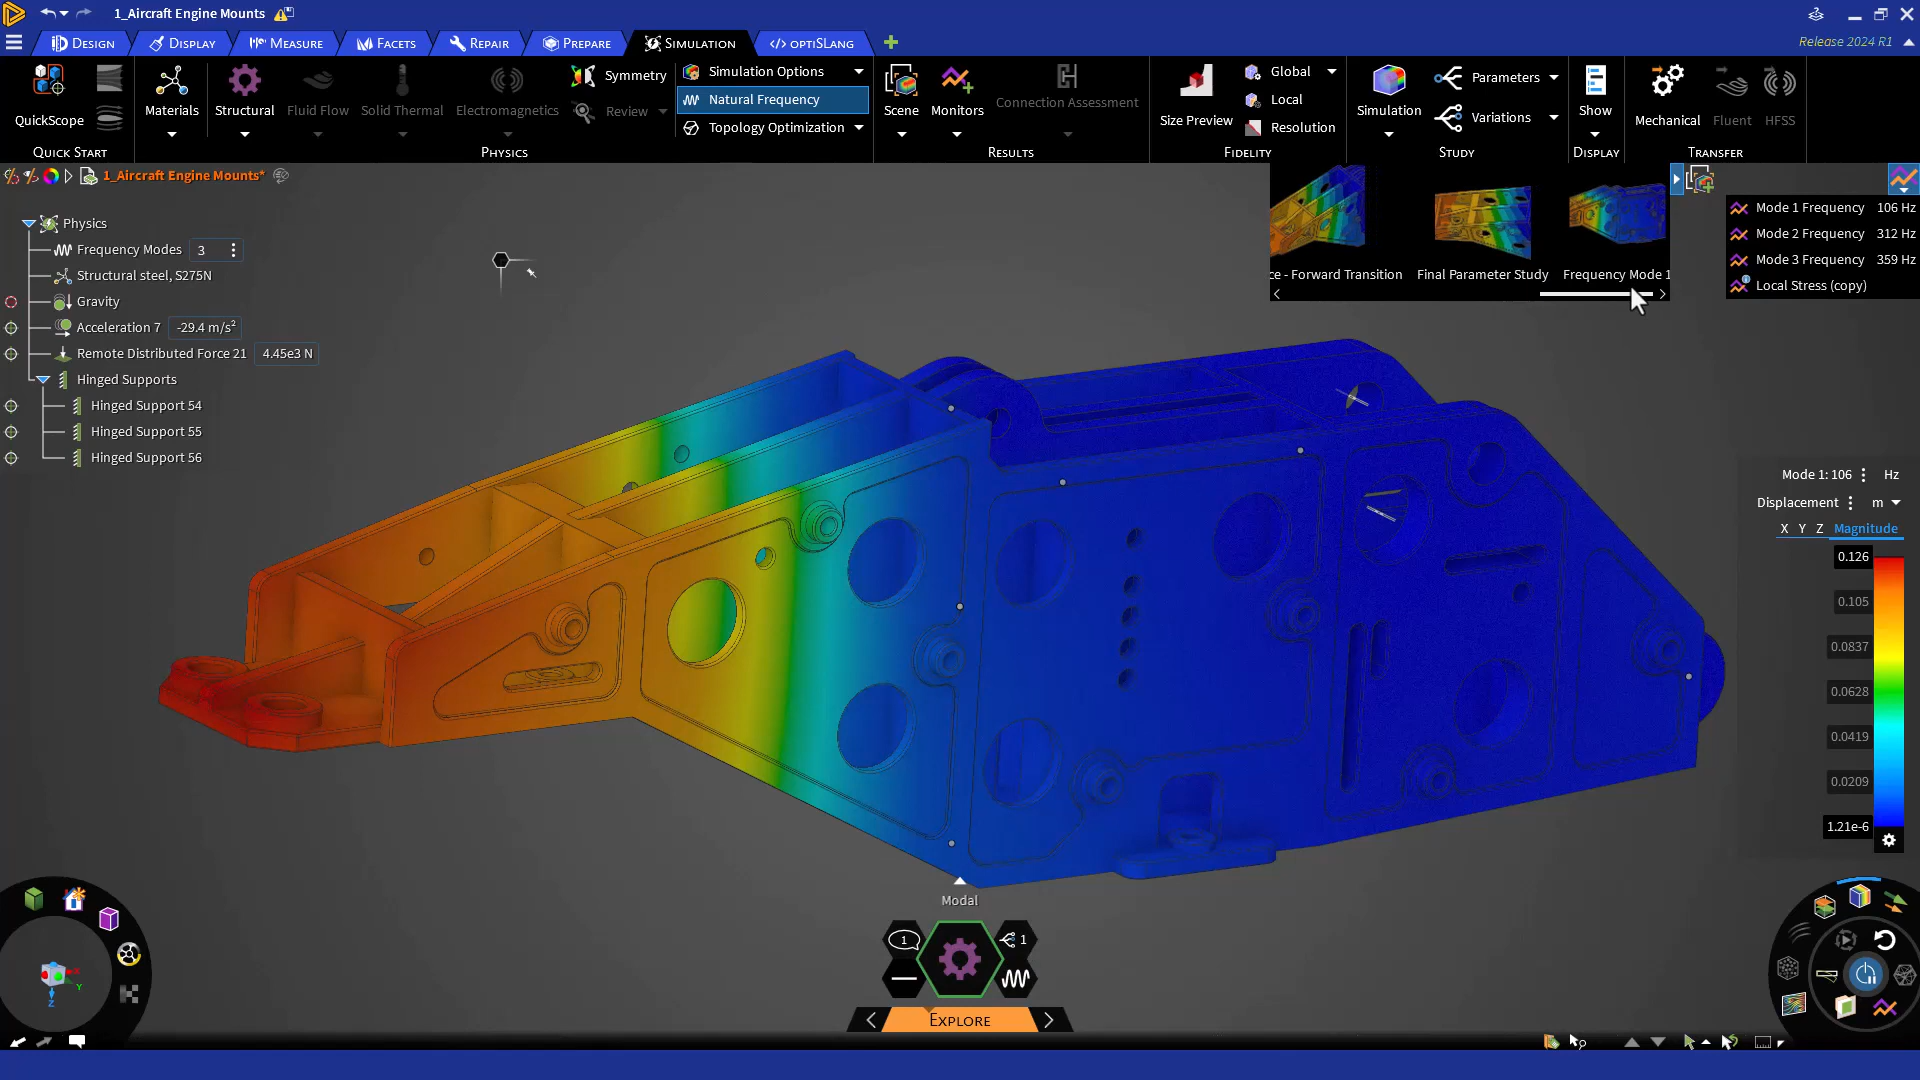 1_Aircraft Engine Mounts
DESIGN
DISPLAY
MEASURE
FACETS
REPAIR
PREPARE
SIMULATION
OPTISLANG
Release 2024 R1
QuickScope
Materials
Structural
Fluid Flow
Solid Thermal
Electromagnetics
Symmetry
Review
Simulation Options
Natural Frequency
Topology Optimization
Scene
Monitors
Connection Assessment
Size Preview
Global
Local
Resolution
Simulation
Parameters
Variations
Show
Mechanical
Fluent
HFSS
QUICK START
PHYSICS
RESULTS
FIDELITY
STUDY
DISPLAY
TRANSFER
1_Aircraft Engine Mounts*
Physics
Frequency Modes 3
Structural steel, S275N
Gravity
Acceleration 7 -29.4 m/s²
Remote Distributed Force 21 4.45e3 N
Hinged Supports
Hinged Support 54
Hinged Support 55
Hinged Support 56
ce - Forward Transition
Final Parameter Study
Frequency Mode 1
Mode 1 Frequency 106 Hz
Mode 2 Frequency 312 Hz
Mode 3 Frequency 359 Hz
Local Stress (copy)
Mode 1: 106 Hz
Displacement m
X Y Z Magnitude
0.126
0.105
0.0837
0.0628
0.0419
0.0209
1.21e-6
Modal
1
1
EXPLORE
X
Y
Z